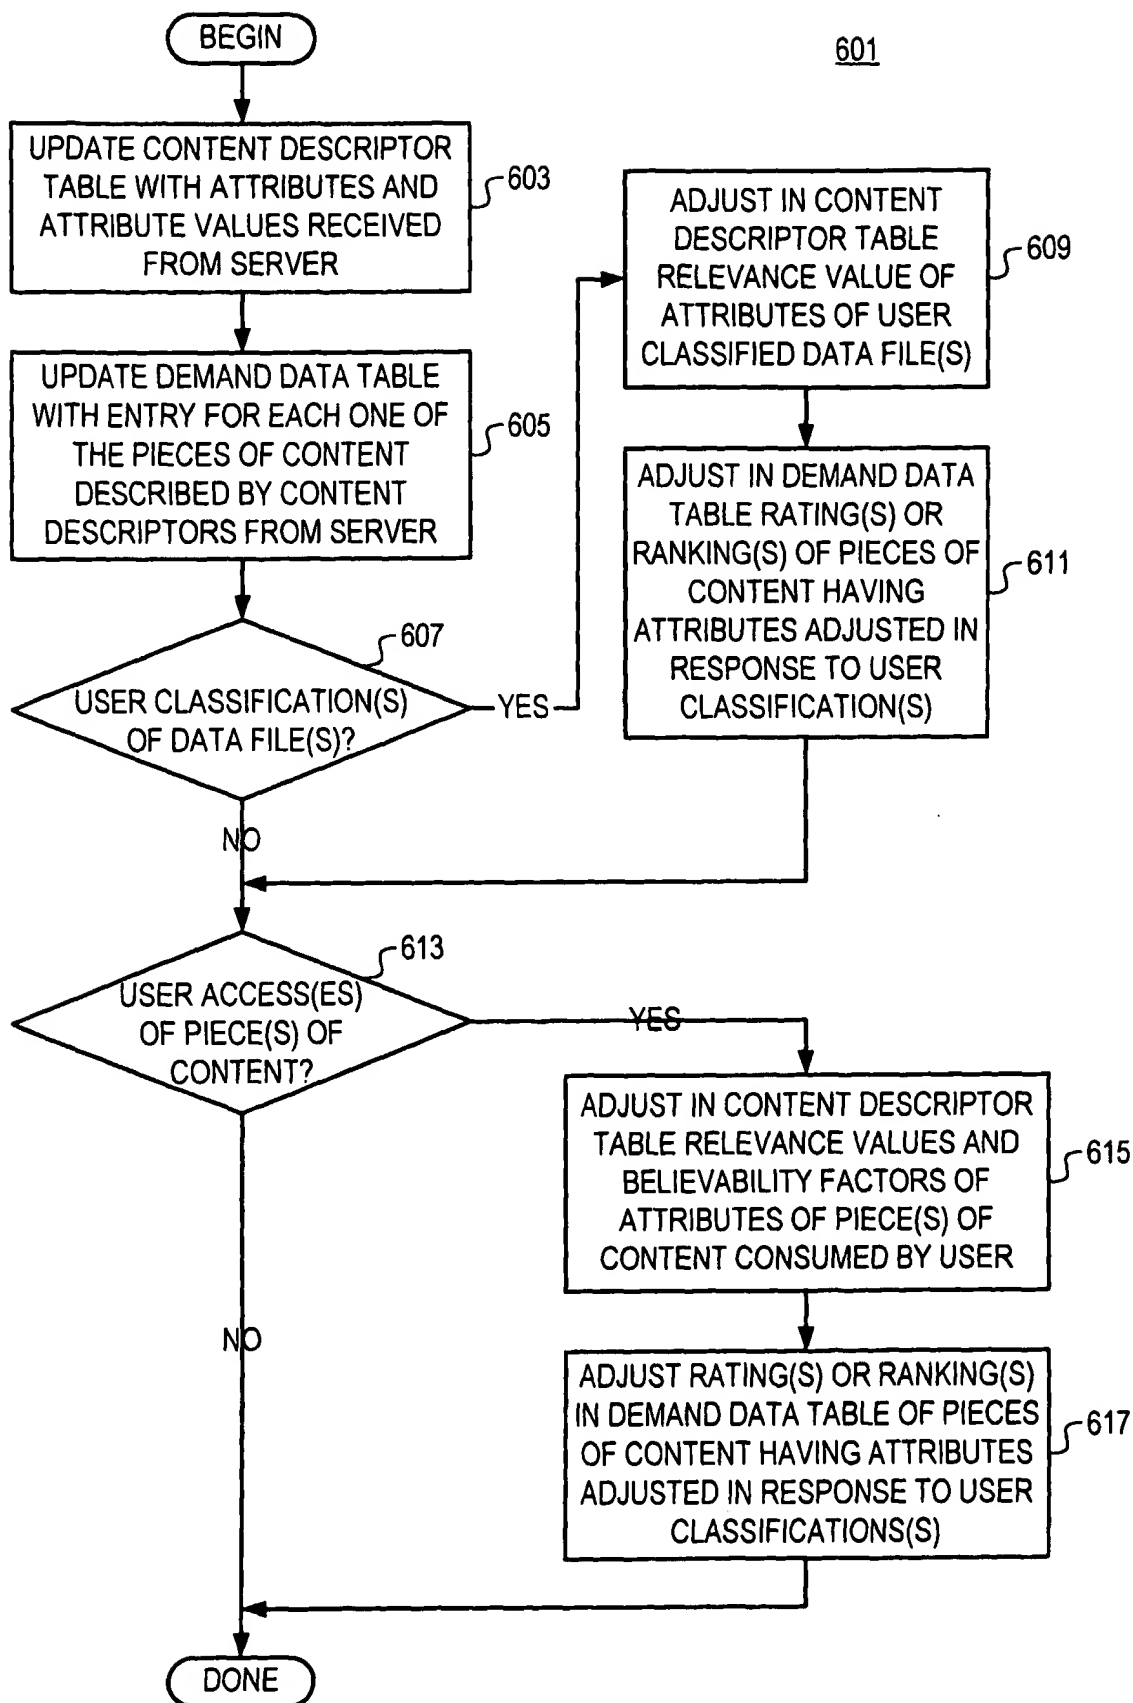 BEGIN
601
UPDATE CONTENT DESCRIPTOR
TABLE WITH ATTRIBUTES AND
ATTRIBUTE VALUES RECEIVED
FROM SERVER
603
UPDATE DEMAND DATA TABLE
WITH ENTRY FOR EACH ONE OF
THE PIECES OF CONTENT
DESCRIBED BY CONTENT
DESCRIPTORS FROM SERVER
605
607
USER CLASSIFICATION(S)
OF DATA FILE(S)?
YES
NO
ADJUST IN CONTENT
DESCRIPTOR TABLE
RELEVANCE VALUE OF
ATTRIBUTES OF USER
CLASSIFIED DATA FILE(S)
609
ADJUST IN DEMAND DATA
TABLE RATING(S) OR
RANKING(S) OF PIECES OF
CONTENT HAVING
ATTRIBUTES ADJUSTED IN
RESPONSE TO USER
CLASSIFICATION(S)
611
613
USER ACCESS(ES)
OF PIECE(S) OF
CONTENT?
YES
NO
ADJUST IN CONTENT DESCRIPTOR
TABLE RELEVANCE VALUES AND
BELIEVABILITY FACTORS OF
ATTRIBUTES OF PIECE(S) OF
CONTENT CONSUMED BY USER
615
ADJUST RATING(S) OR RANKING(S)
IN DEMAND DATA TABLE OF PIECES
OF CONTENT HAVING ATTRIBUTES
ADJUSTED IN RESPONSE TO USER
CLASSIFICATIONS(S)
617
DONE